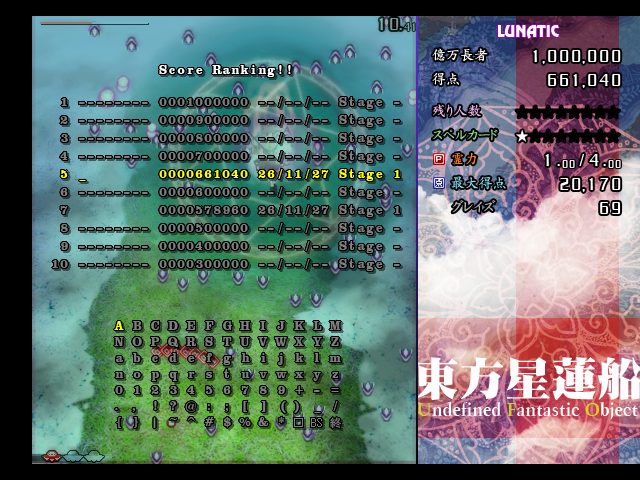 10.41
Score Ranking!!
1 -------- 0001000000 --/--/-- Stage -
2 -------- 0000900000 --/--/-- Stage -
3 -------- 0000800000 --/--/-- Stage -
4 -------- 0000700000 --/--/-- Stage -
5 _ 0000661040 26/11/27 Stage 1
6 -------- 0000600000 --/--/-- Stage -
7 -------- 0000578960 26/11/27 Stage 1
8 -------- 0000500000 --/--/-- Stage -
9 -------- 0000400000 --/--/-- Stage -
10 -------- 0000300000 --/--/-- Stage -
A B C D E F G H I J K L M
N O P Q R S T U V W X Y Z
a b c d e f g h i j k l m
n o p q r s t u v w x y z
0 1 2 3 4 5 6 7 8 9 + - =
. , ! ? @ : ; [ ] ( ) _ /
{ } | ~ ^ # $ % & * □ BS 終
LUNATIC
億万長者 1,000,000
得点 661,040
残り人数 ★★★★★★★★
スペルカード ★★★★★★★★
P 霊力 1.00/4.00
点 最大得点 20,170
グレイズ 69
東方星蓮船
Undefined Fantastic Object